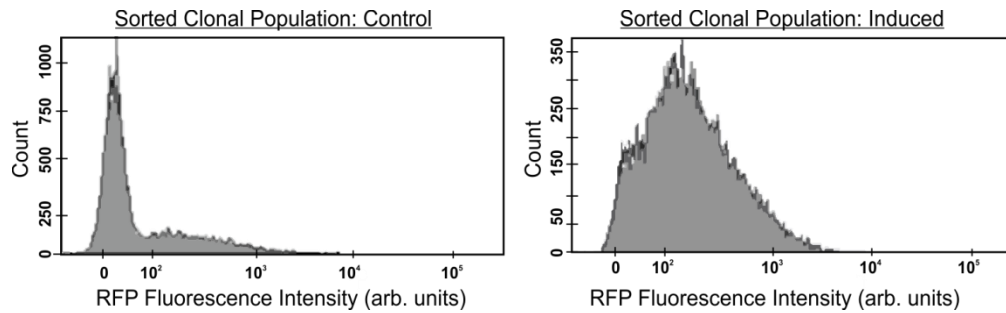 Sorted Clonal Population: Control
Count
1000
750
500
250
0
0 10² 10³ 10⁴ 10⁵
RFP Fluorescence Intensity (arb. units)
Sorted Clonal Population: Induced
Count
350
250
150
50
0
0 10² 10³ 10⁴ 10⁵
RFP Fluorescence Intensity (arb. units)